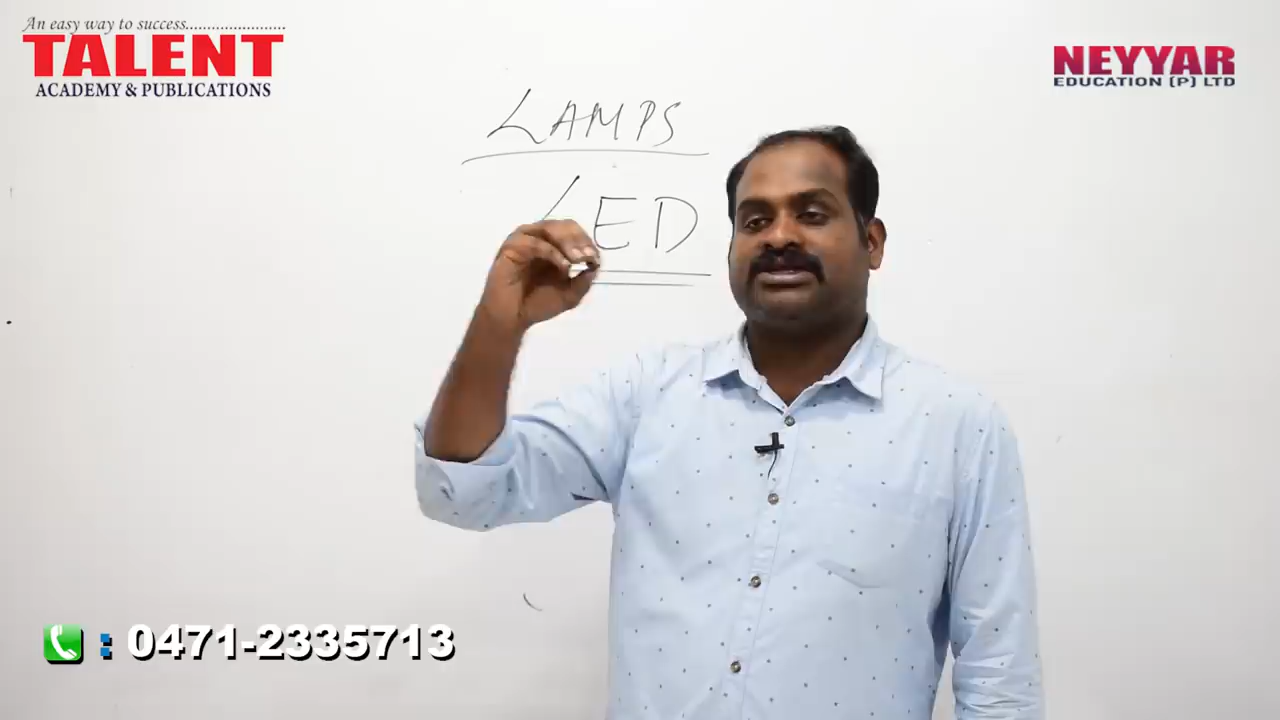 An easy way to success........................
TALENT
ACADEMY & PUBLICATIONS
NEYYAR
EDUCATION (P) LTD
LAMPS
LED
: 0471-2335713